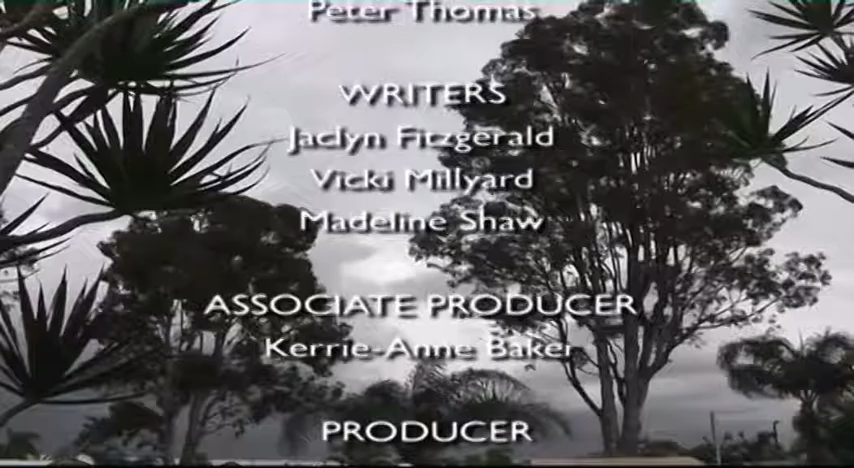 Peter Thomas
WRITERS
Jaclyn Fitzgerald
Vicki Millyard
Madeline Shaw
ASSOCIATE PRODUCER
Kerrie-Anne Baker
PRODUCER